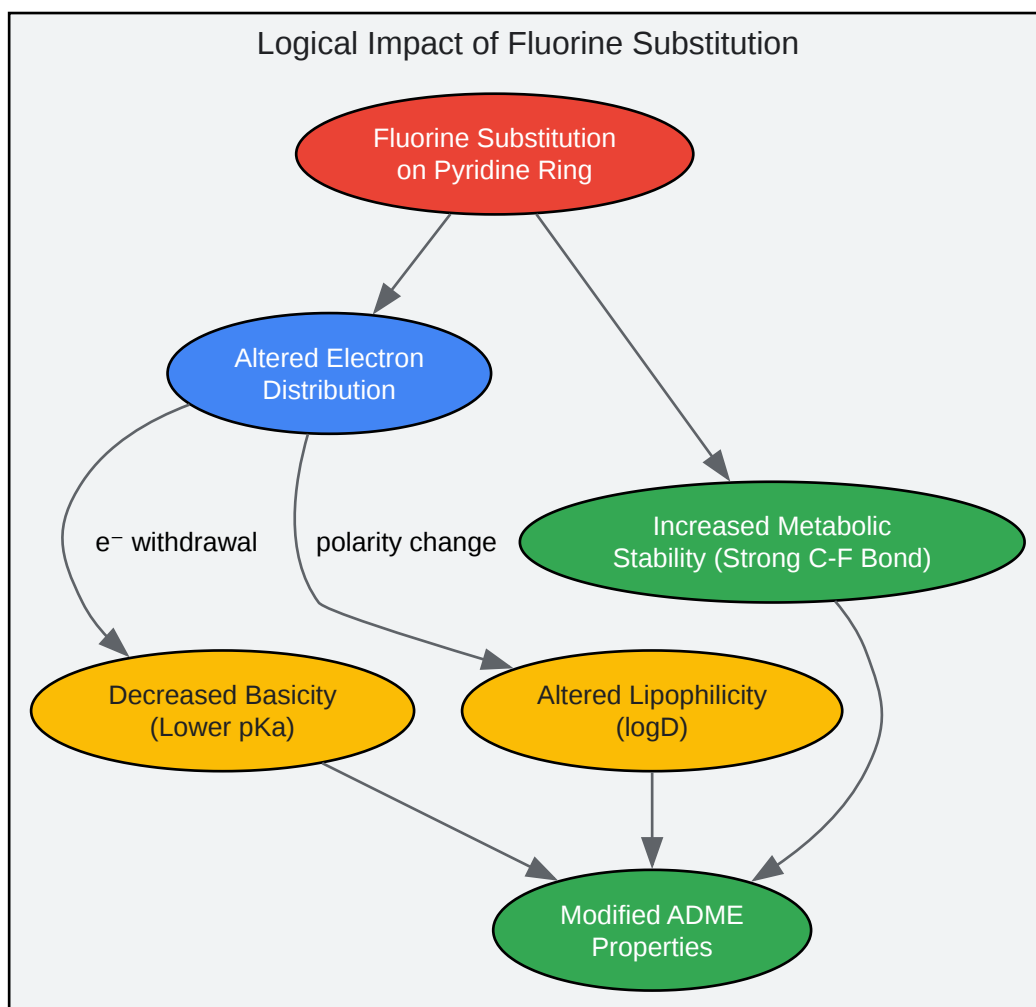 Logical Impact of Fluorine Substitution
Fluorine Substitution
on Pyridine Ring
Altered Electron
Distribution
Increased Metabolic
Stability (Strong C-F Bond)
e⁻ withdrawal
polarity change
Decreased Basicity
(Lower pKa)
Altered Lipophilicity
(logD)
Modified ADME
Properties